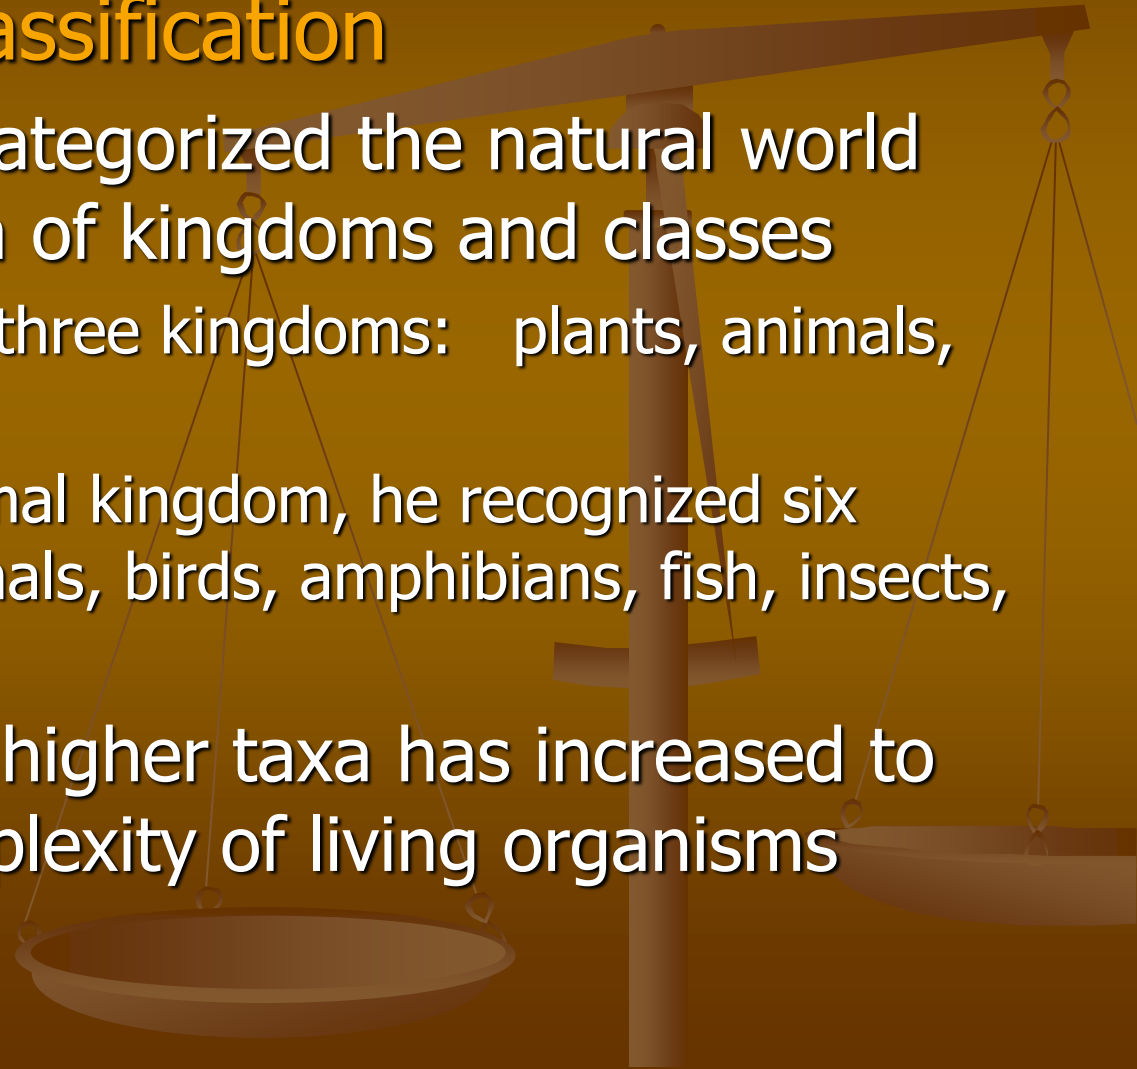 assification
ategorized the natural world
of kingdoms and classes
three kingdoms: plants, animals,
nal kingdom, he recognized six
nals, birds, amphibians, fish, insects,
higher taxa has increased to
plexity of living organisms